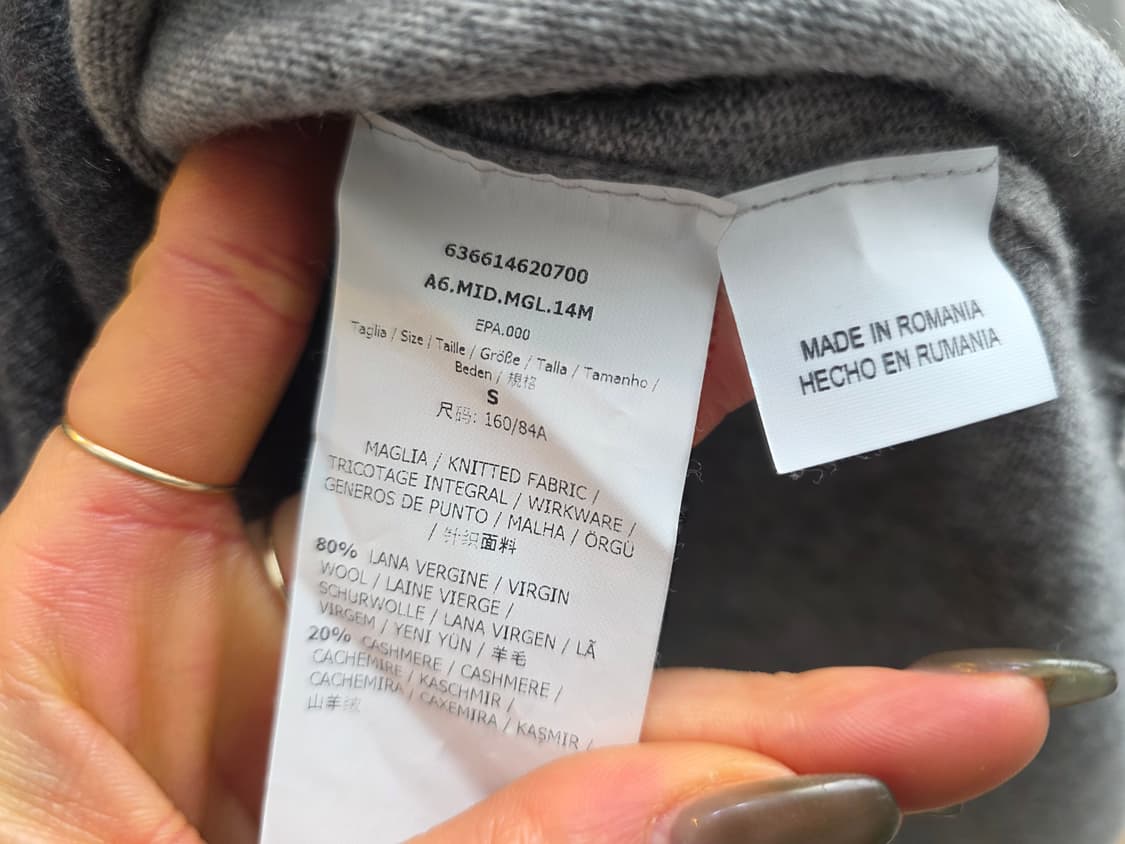 636614620700
A6.MID.MGL.14M
EPA.000
Taglia / Size / Taille / Größe / Talla / Tamanho /
Beden / 規格
S
尺码: 160/84A
MAGLIA / KNITTED FABRIC /
TRICOTAGE INTEGRAL / WIRKWARE /
GENEROS DE PUNTO / MALHA / ÖRGÜ
/ 针织面料
80% LANA VERGINE / VIRGIN
WOOL / LAINE VIERGE /
SCHURWOLLE / LANA VIRGEN / LÃ
VIRGEM / YENI YÜN / 羊毛
20% CASHMERE / CASHMERE /
CACHEMIRE / KASCHMIR /
CACHEMIRA / CAXEMIRA / KAŞMIR /
山羊绒
MADE IN ROMANIA
HECHO EN RUMANIA